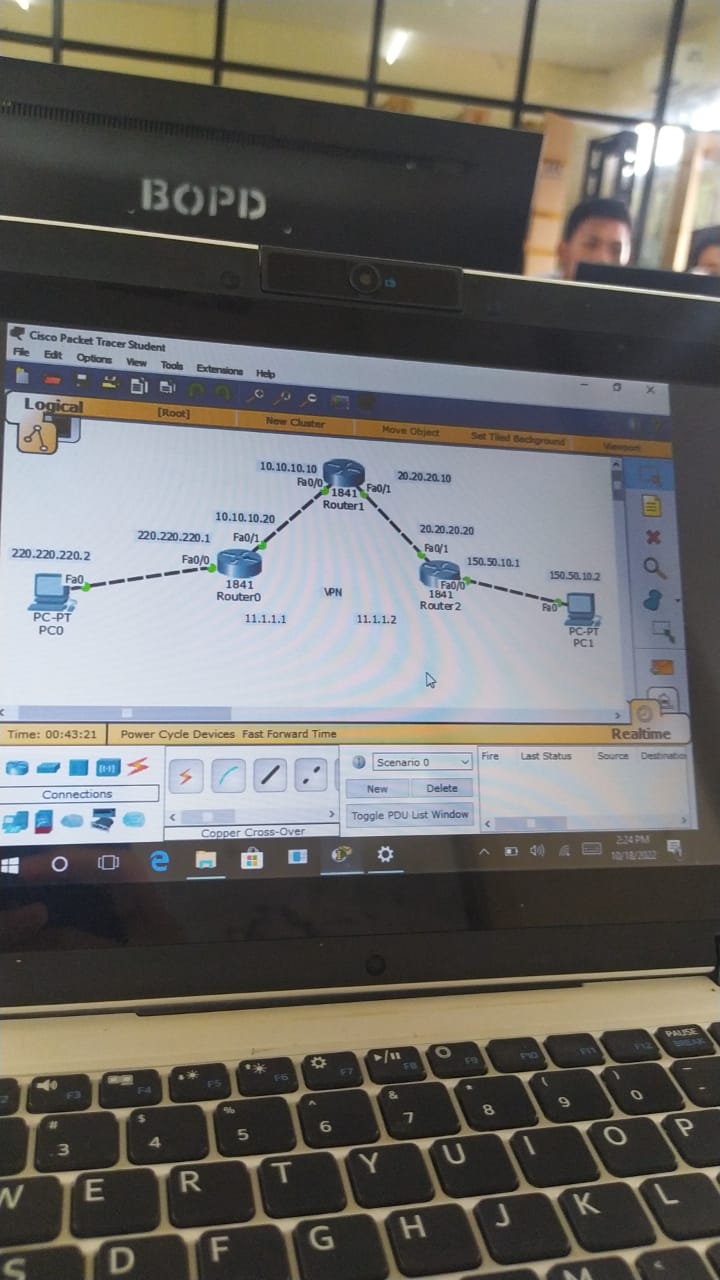 BOPD
Cisco Packet Tracer Student
File Edit Options View Tools Extensions Help
Logical [Root] New Cluster Move Object Set Tiled Background Viewport
10.10.10.10
20.20.20.10
Fa0/0
Fa0/1
1841
Router1
10.10.10.20
20.20.20.20
220.220.220.1
Fa0/1
Fa0/1
220.220.220.2
Fa0/0
150.50.10.1
150.50.10.2
Fa0
1841
Router0
VPN
Fa0/0
1841
Router2
Fa0
PC-PT
PC0
11.1.1.1
11.1.1.2
PC-PT
PC1
Time: 00:43:21 Power Cycle Devices Fast Forward Time
Realtime
Scenario 0
Fire Last Status Source Destination
Connections
New Delete
Toggle PDU List Window
Copper Cross-Over
2:24 PM
10/18/2022
PAUSE
BREAK
F3 F4 F5 F6 F7 F8 F9 F10 F11 F12
# 3 $ 4 % 5 ^ 6 & 7 * 8 ( 9 ) 0 -
W E R T Y U I O P
S D F G H J K L
M